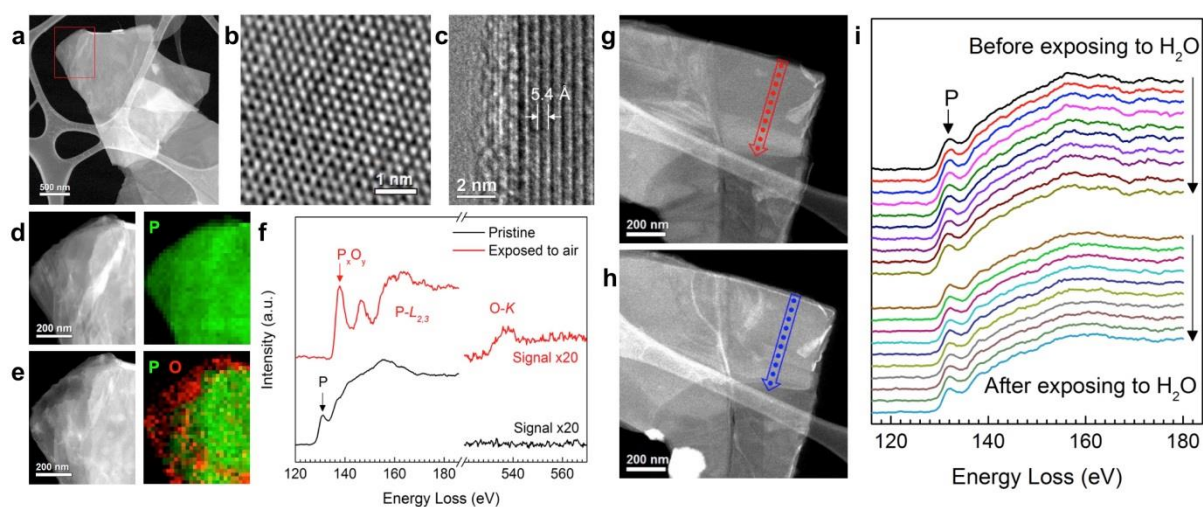 a
500 nm
b
1 nm
c
5.4 Å
2 nm
d
200 nm
P
e
200 nm
P O
f
Intensity (a.u.)
Pristine
Exposed to air
PxOy
P-L2,3
O-K
Signal x20
P
Signal x20
120 140 160 180 540 560
Energy Loss (eV)
g
200 nm
h
200 nm
i
Before exposing to H2O
P
After exposing to H2O
120 140 160 180
Energy Loss (eV)